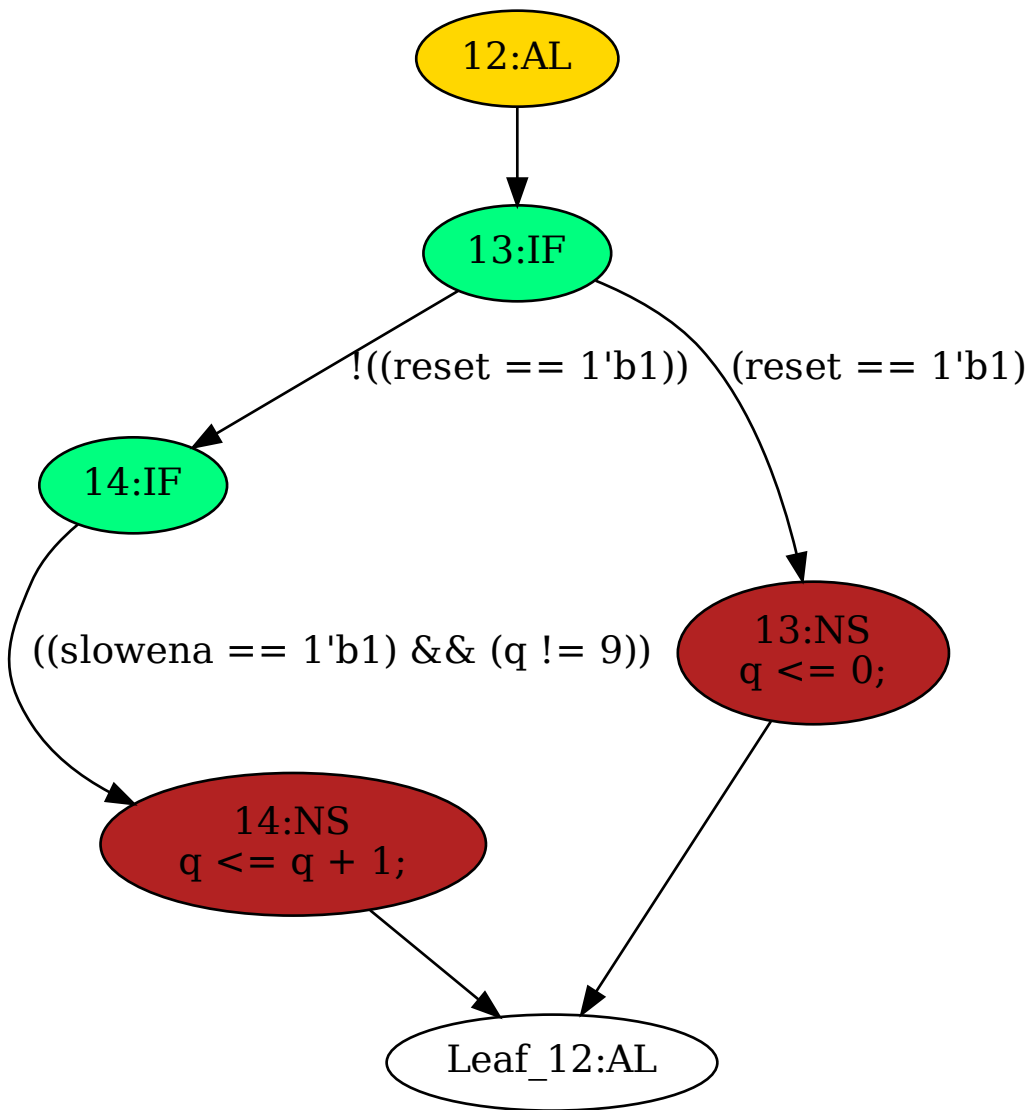 12:AL
13:IF
!((reset == 1'b1))
(reset == 1'b1)
14:IF
((slowena == 1'b1) && (q != 9))
13:NS
q <= 0;
14:NS
q <= q + 1;
Leaf_12:AL